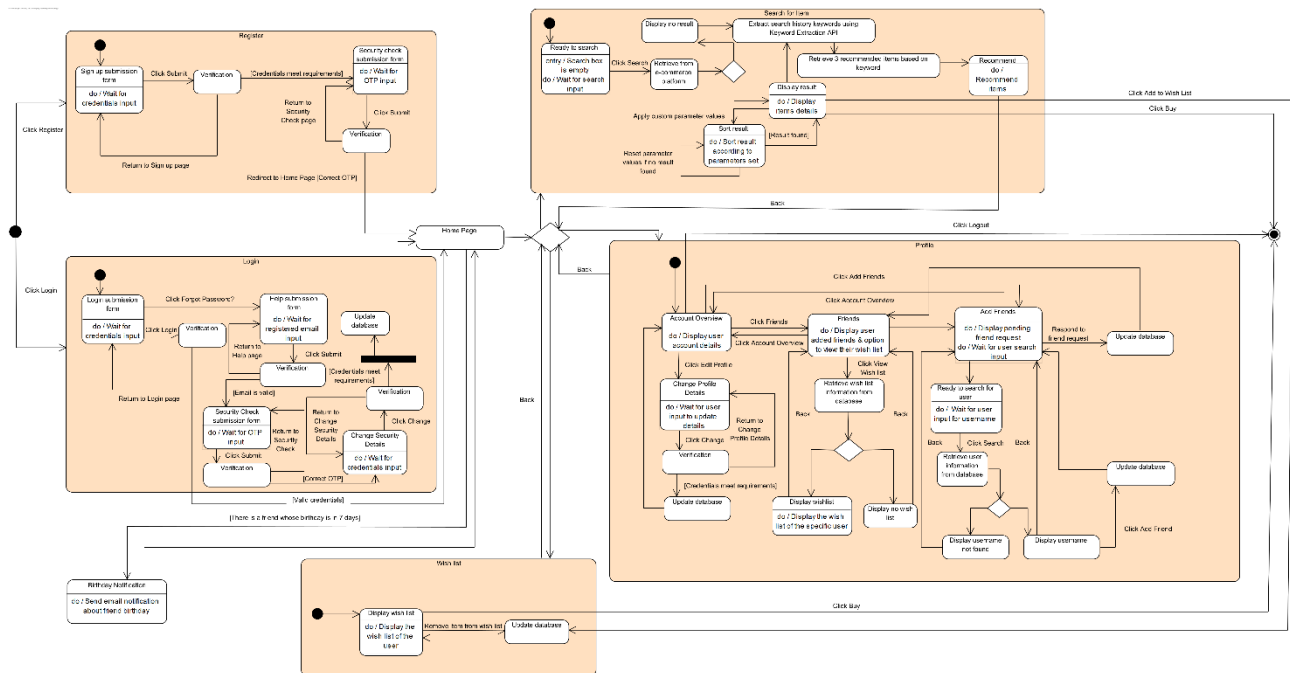 Register
Sign up submission
form
do / Wait for
credentials input
Click Submit
Verification
[Credentials meet requirements]
Security check
submission form
do / Wait for
OTP input
Return to
Security
Check page
Click Submit
Verification
Return to Sign up page
Click Register
Redirect to Home Page [Correct OTP]
Search for Item
Ready to search
entry / Search box
is empty
do / Wait for search
input
Click Search
Retrieve from
e-commerce
platform
Display no result
Extract search history keywords using
Keyword Extraction API
Retrieve 3 recommended items based on
keyword
Recommend
do /
Recommend
items
Display result
do / Display
items details
Click Add to Wish List
Click Buy
Apply custom parameter values
Sort result
do / Sort result
according to
parameters set
[Result found]
Reset parameter
values if no result
found
Back
Home Page
Click Logout
Back
Click Login
Login
Login submission
form
do / Wait for
credentials input
Click Forgot Password?
Help submission
form
do / Wait for
registered email
input
Click Login
Verification
Return to
Help page
Click Submit
Verification
[Email is valid]
Return to Login page
Security Check
submission form
do / Wait for OTP
input
Return to
Security
Check
Click Submit
Verification
[Correct OTP]
Return to
Change
Security Details
Change Security
Details
do / Wait for
credentials input
Click Change
Verification
[Credentials meet
requirements]
Update
database
[Valid credentials]
[There is a friend whose birthday is in 7 days]
Birthday Notification
do / Send email notification
about friend birthday
Profile
Click Add Friends
Click Account Overview
Account Overview
do / Display user
account details
Click Friends
Click Account Overview
Friends
do / Display user
added friends & option
to view their wish list
Add Friends
do / Display pending
friend request
do / Wait for user search
input
Respond to
friend request
Update database
Click Edit Profile
Change Profile
Details
do / Wait for user
input to update
details
Return to
Change
Profile Details
Click Change
Verification
[Credentials meet requirements]
Update database
Click View
Wish list
Retrieve wish list
information from
database
Back
Back
Display wishlist
do / Display the wish
list of the specific user
Display no wish
list
Ready to search for
user
do / Wait for user
input for username
Back
Click Search
Back
Retrieve user
information
from database
Display username
not found
Display username
Click Add Friend
Update database
Back
Wish list
Display wish list
do / Display the
wish list of the
user
Remove item from wish list
Update database
Click Buy